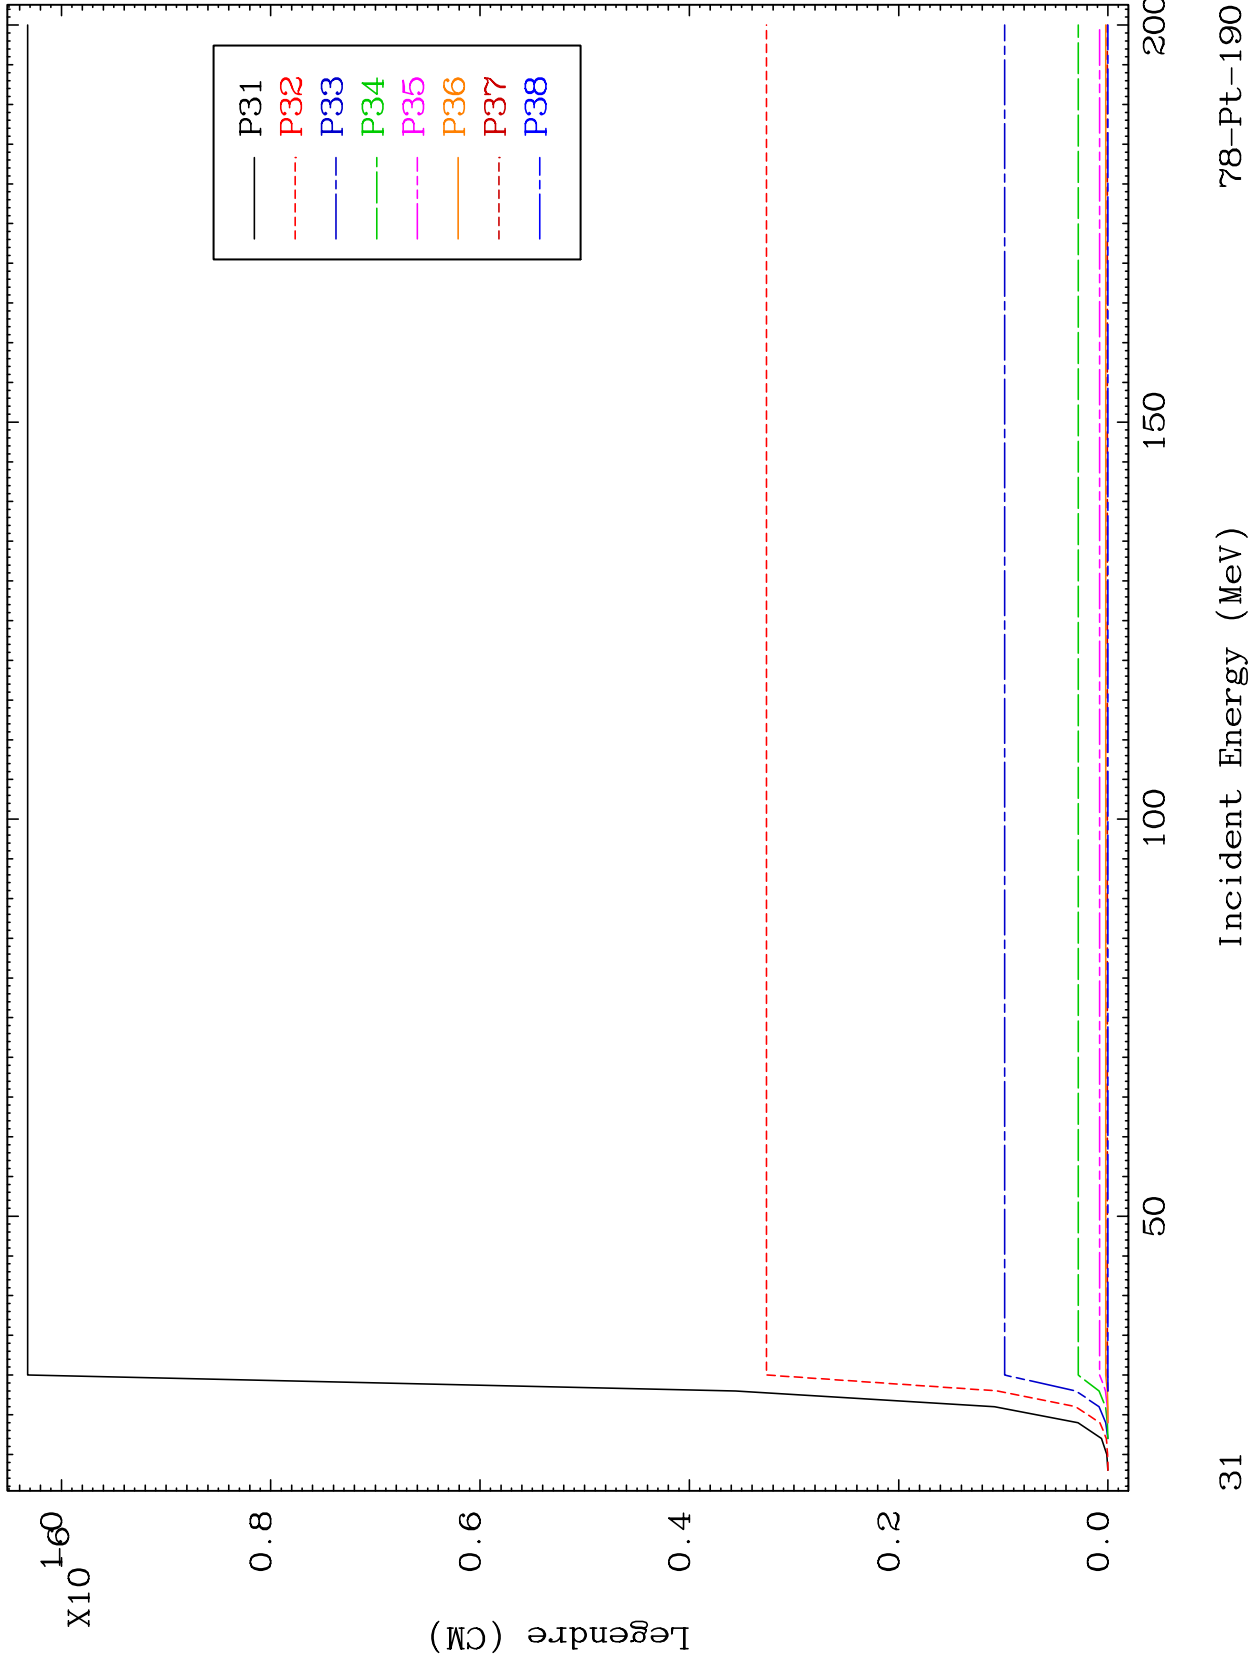 X10
-6
1.0
0.8
0.6
0.4
0.2
0.0
Legendre (CM)
P31
P32
P33
P34
P35
P36
P37
P38
50
100
150
200
31
Incident Energy (MeV)
78-Pt-190